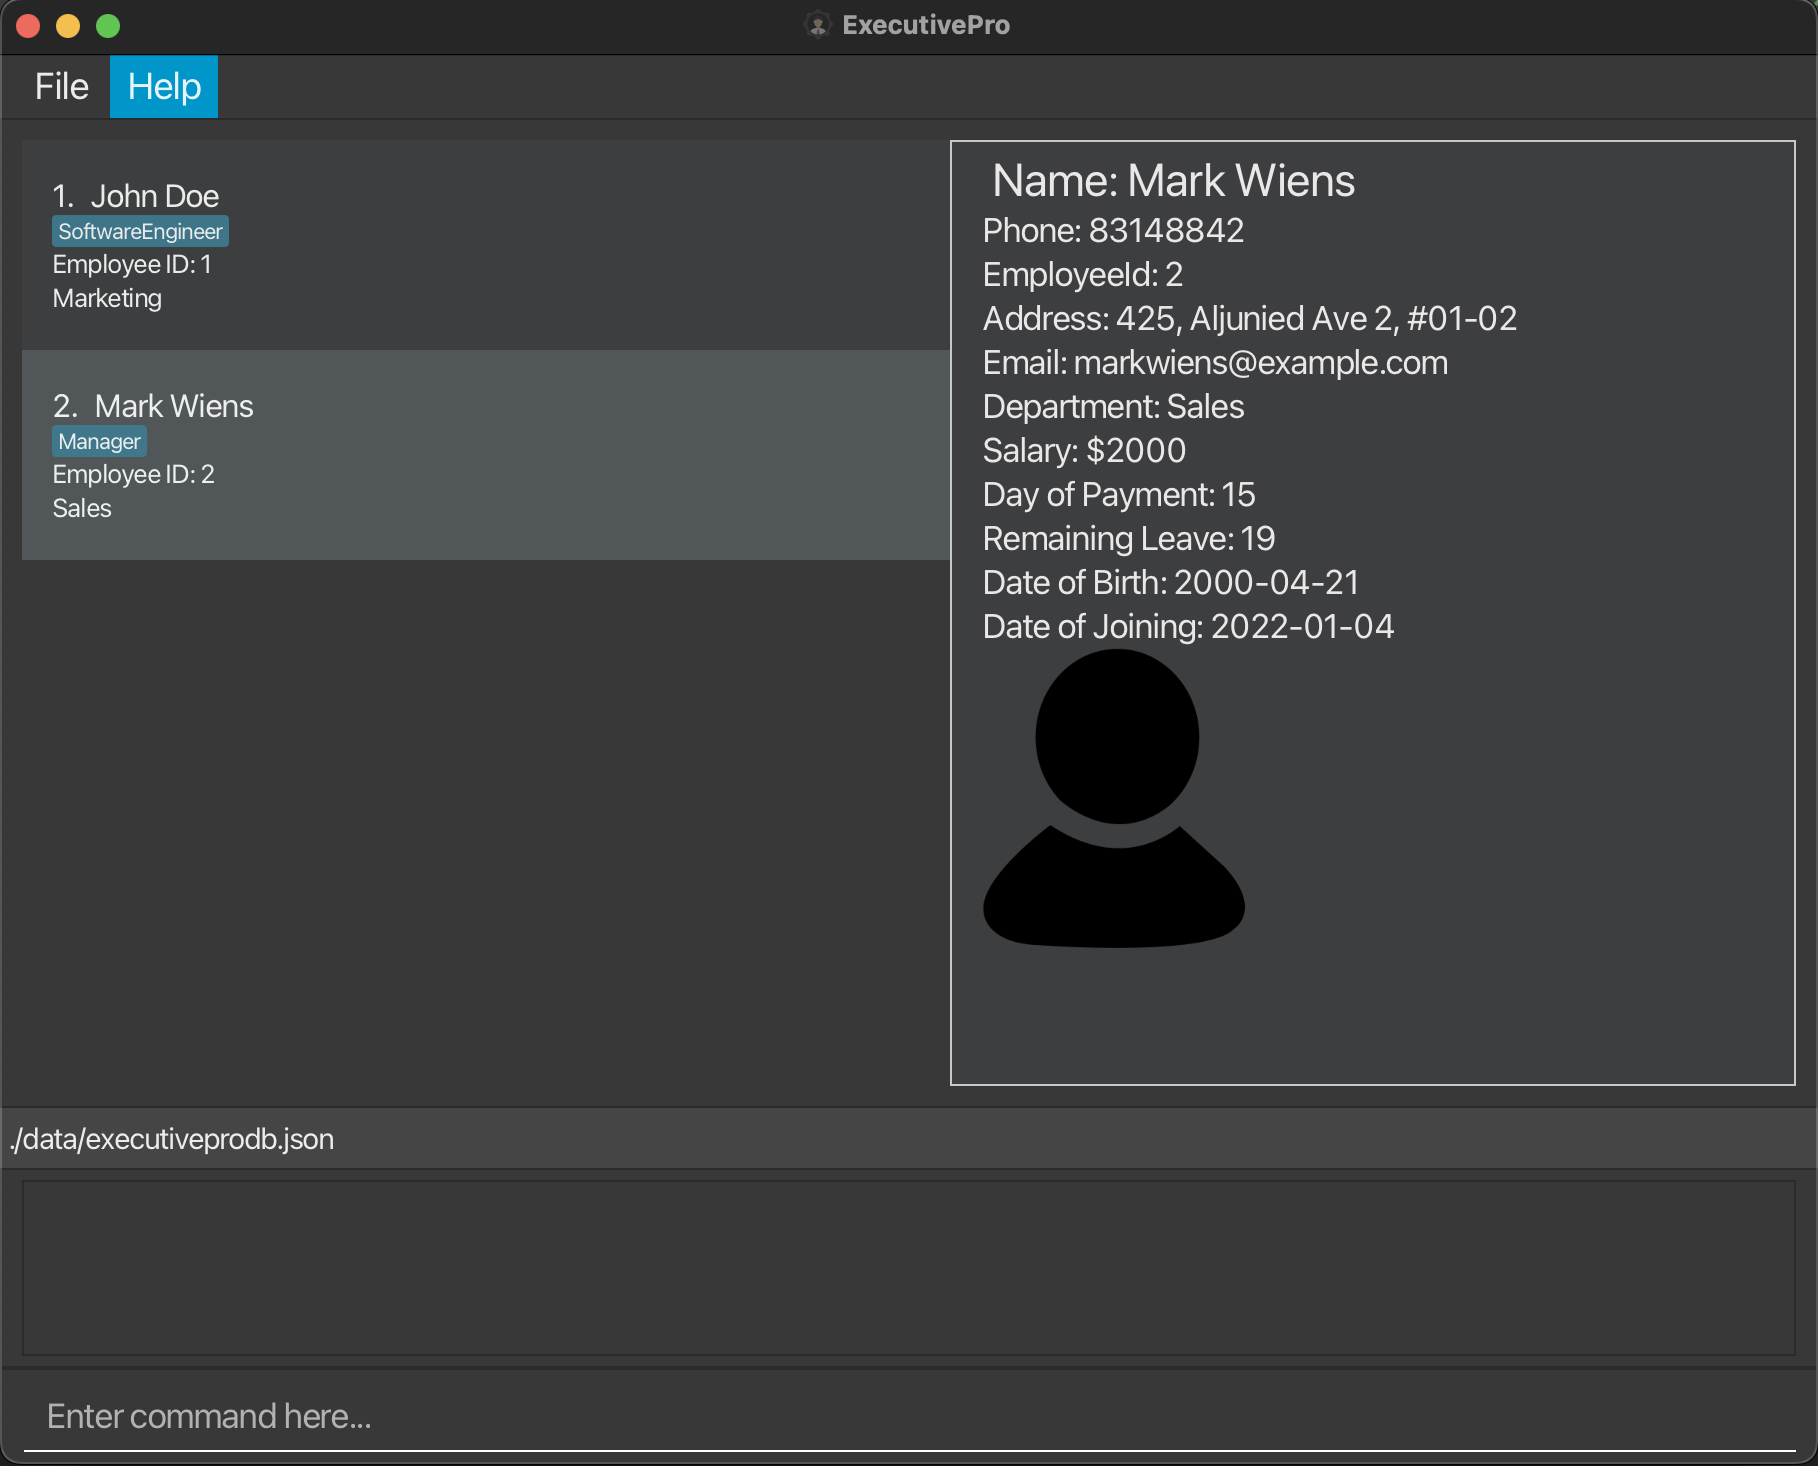 ExecutivePro
File Help
1. John Doe
SoftwareEngineer
Employee ID: 1
Marketing
2. Mark Wiens
Manager
Employee ID: 2
Sales
Name: Mark Wiens
Phone: 83148842
EmployeeId: 2
Address: 425, Aljunied Ave 2, #01-02
Email: markwiens@example.com
Department: Sales
Salary: $2000
Day of Payment: 15
Remaining Leave: 19
Date of Birth: 2000-04-21
Date of Joining: 2022-01-04
./data/executiveprodb.json
Enter command here...